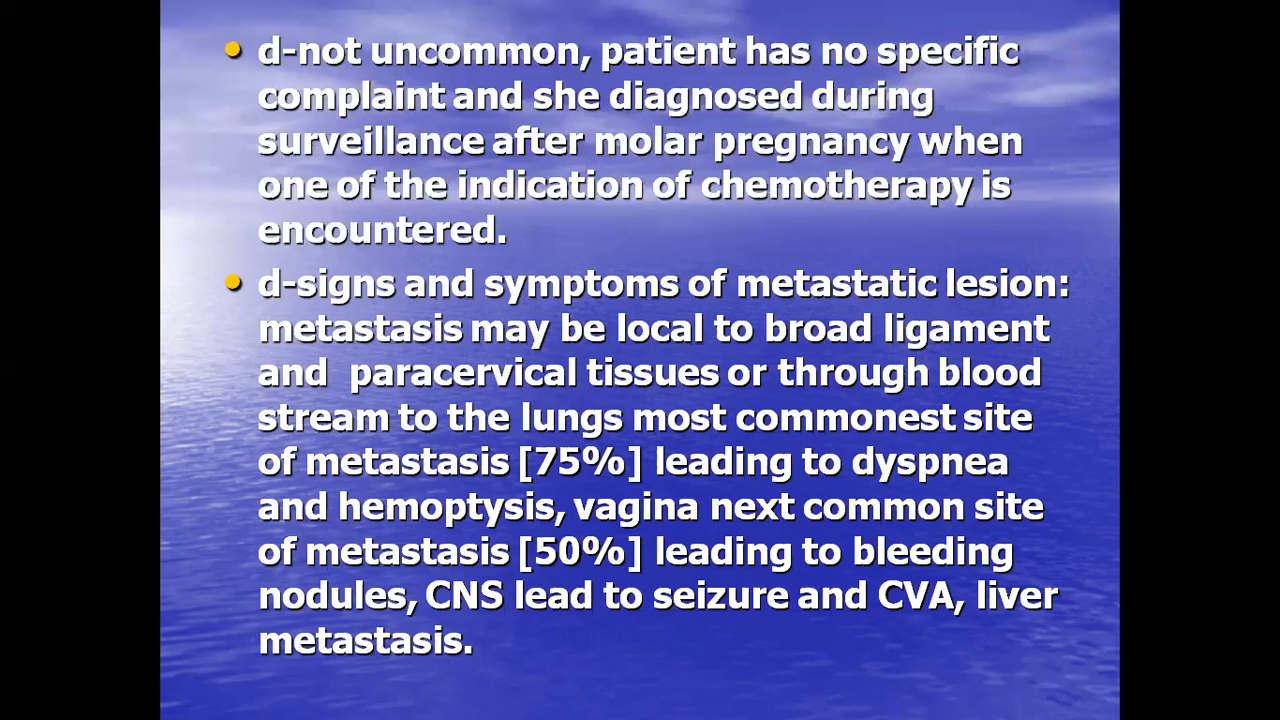 d-not uncommon, patient has no specific
complaint and she diagnosed during
surveillance after molar pregnancy when
one of the indication of chemotherapy is
encountered.
d-signs and symptoms of metastatic lesion:
metastasis may be local to broad ligament
and paracervical tissues or through blood
stream to the lungs most commonest site
of metastasis [75%] leading to dyspnea
and hemoptysis, vagina next common site
of metastasis [50%] leading to bleeding
nodules, CNS lead to seizure and CVA, liver
metastasis.